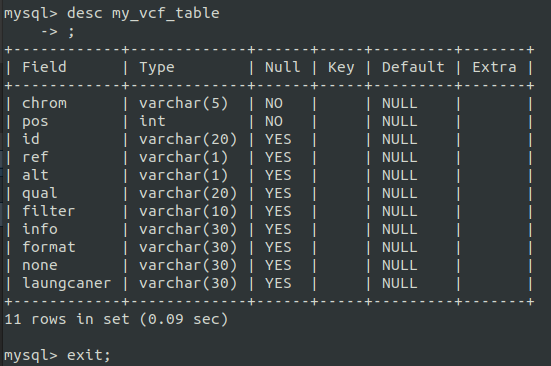 mysql> desc my_vcf_table
    -> ;
+------------+-------------+------+-----+---------+-------+
| Field      | Type        | Null | Key | Default | Extra |
+------------+-------------+------+-----+---------+-------+
| chrom      | varchar(5)  | NO   |     | NULL    |       |
| pos        | int         | NO   |     | NULL    |       |
| id         | varchar(20) | YES  |     | NULL    |       |
| ref        | varchar(1)  | YES  |     | NULL    |       |
| alt        | varchar(1)  | YES  |     | NULL    |       |
| qual       | varchar(20) | YES  |     | NULL    |       |
| filter     | varchar(10) | YES  |     | NULL    |       |
| info       | varchar(30) | YES  |     | NULL    |       |
| format     | varchar(30) | YES  |     | NULL    |       |
| none       | varchar(30) | YES  |     | NULL    |       |
| laungcaner | varchar(30) | YES  |     | NULL    |       |
+------------+-------------+------+-----+---------+-------+
11 rows in set (0.09 sec)

mysql> exit;